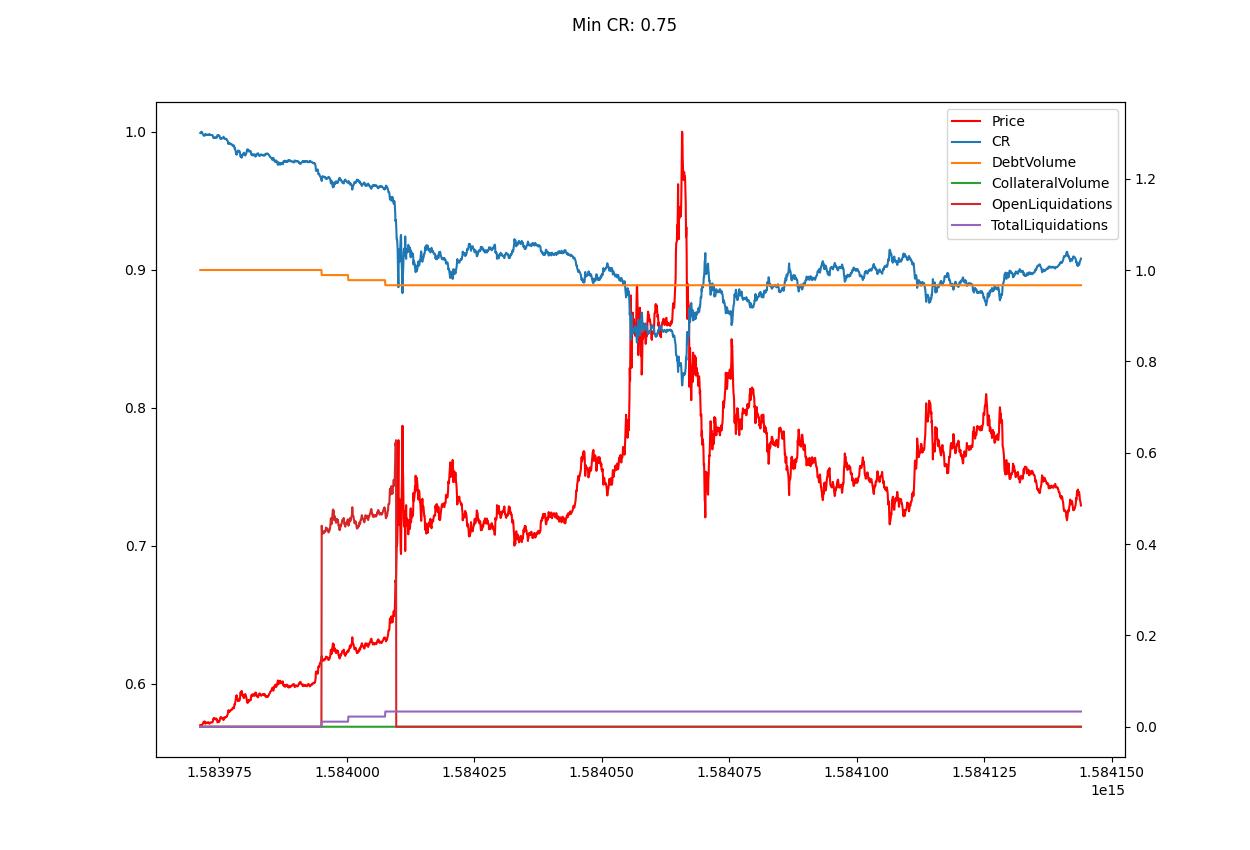 Min CR: 0.75
1.0
0.9
0.8
0.7
0.6
Price
CR
DebtVolume
CollateralVolume
OpenLiquidations
TotalLiquidations
1.2
1.0
0.8
0.6
0.4
0.2
0.0
1.583975 1.584000 1.584025 1.584050 1.584075 1.584100 1.584125 1.584150
1e15